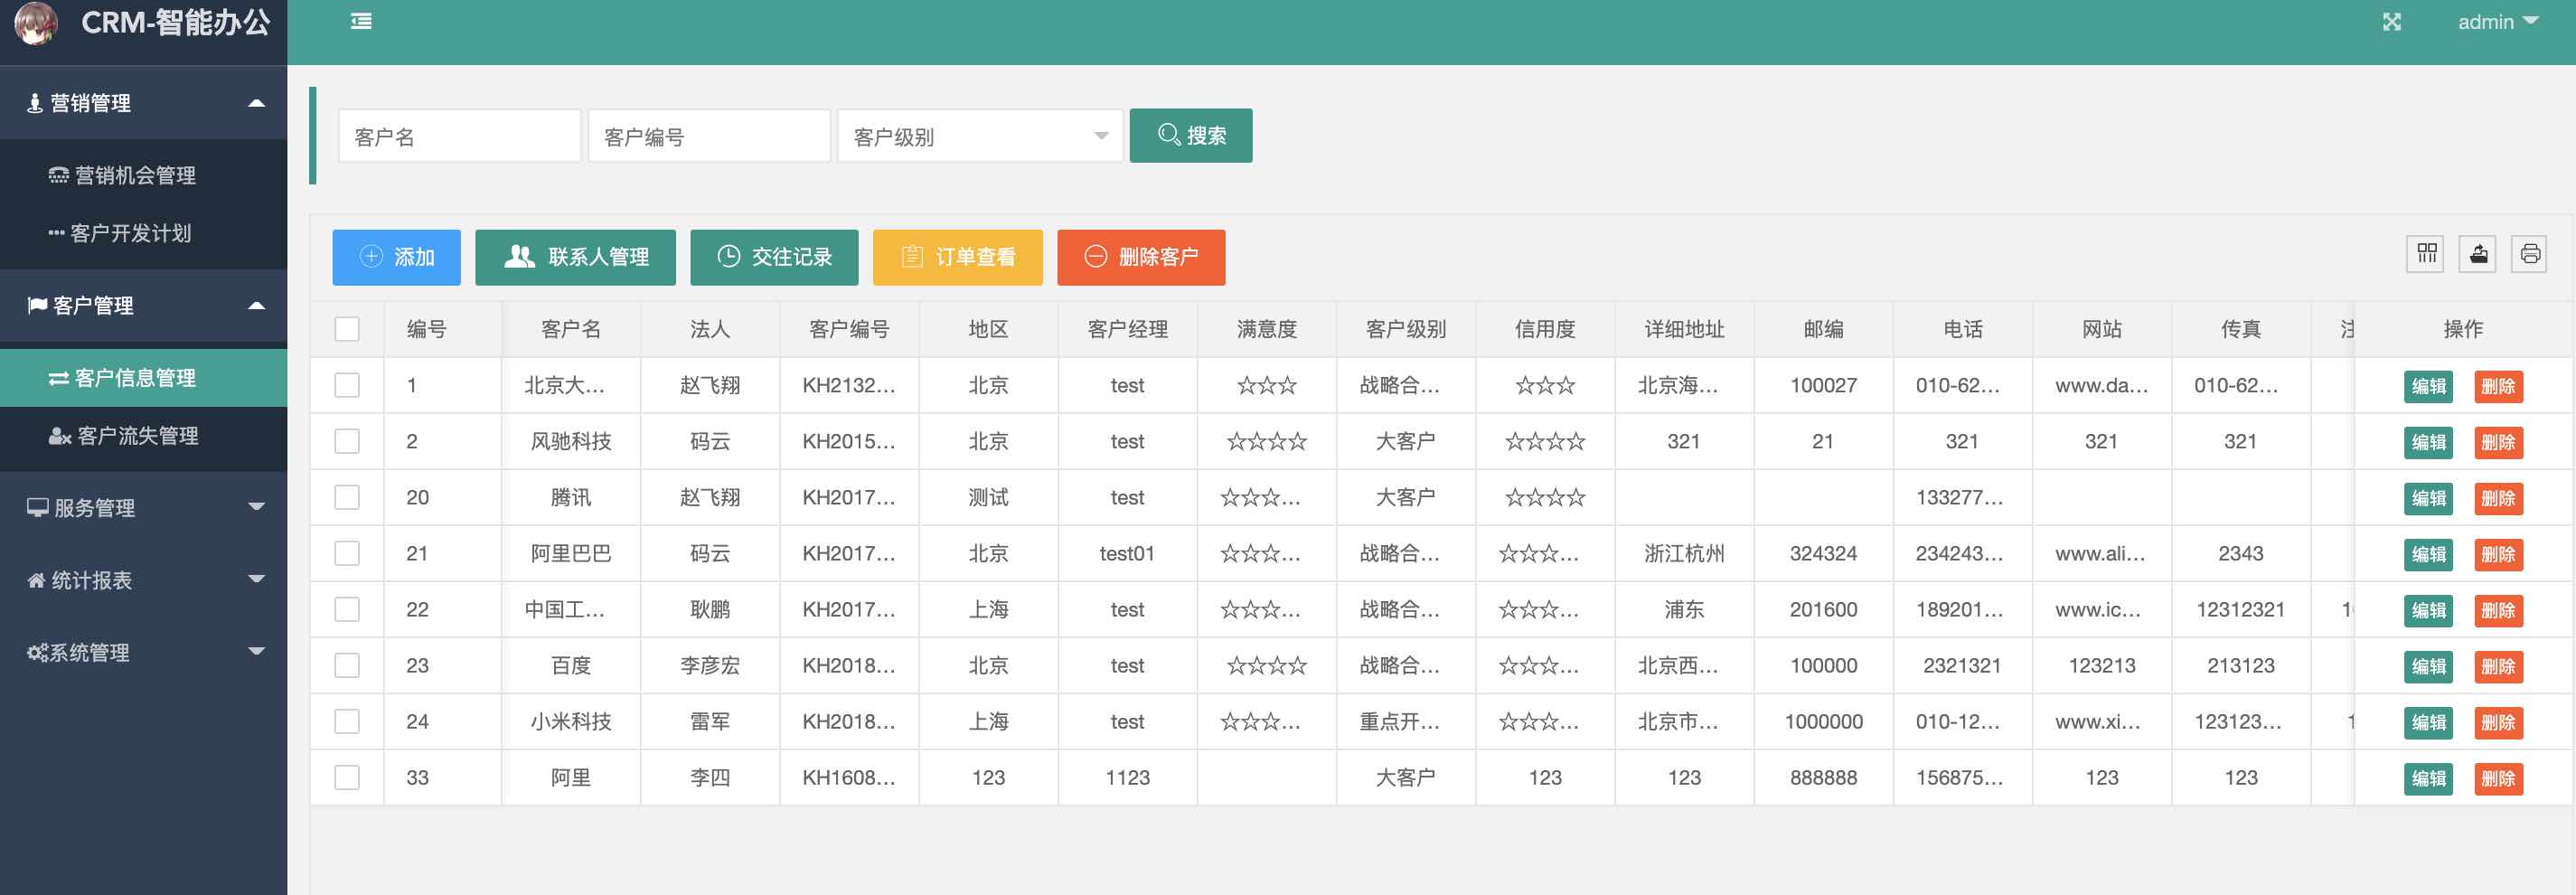 CRM-智能办公
admin
营销管理
营销机会管理
客户开发计划
客户管理
客户信息管理
客户流失管理
服务管理
统计报表
系统管理
客户名 客户编号 客户级别 搜索
添加 联系人管理 交往记录 订单查看 删除客户
编号 客户名 法人 客户编号 地区 客户经理 满意度 客户级别 信用度 详细地址 邮编 电话 网站 传真 操作
1 北京大... 赵飞翔 KH2132... 北京 test ☆☆☆ 战略合... ☆☆☆ 北京海... 100027 010-62... www.da... 010-62... 编辑 删除
2 风驰科技 码云 KH2015... 北京 test ☆☆☆☆ 大客户 ☆☆☆☆ 321 21 321 321 321 编辑 删除
20 腾讯 赵飞翔 KH2017... 测试 test ☆☆☆... 大客户 ☆☆☆☆ 133277... 编辑 删除
21 阿里巴巴 码云 KH2017... 北京 test01 ☆☆☆... 战略合... ☆☆☆... 浙江杭州 324324 234243... www.ali... 2343 编辑 删除
22 中国工... 耿鹏 KH2017... 上海 test ☆☆☆... 战略合... ☆☆☆... 浦东 201600 189201... www.ic... 12312321 编辑 删除
23 百度 李彦宏 KH2018... 北京 test ☆☆☆☆ 战略合... ☆☆☆... 北京西... 100000 2321321 123213 213123 编辑 删除
24 小米科技 雷军 KH2018... 上海 test ☆☆☆... 重点开... ☆☆☆... 北京市... 1000000 010-12... www.xi... 123123... 编辑 删除
33 阿里 李四 KH1608... 123 1123 大客户 123 123 888888 156875... 123 123 编辑 删除